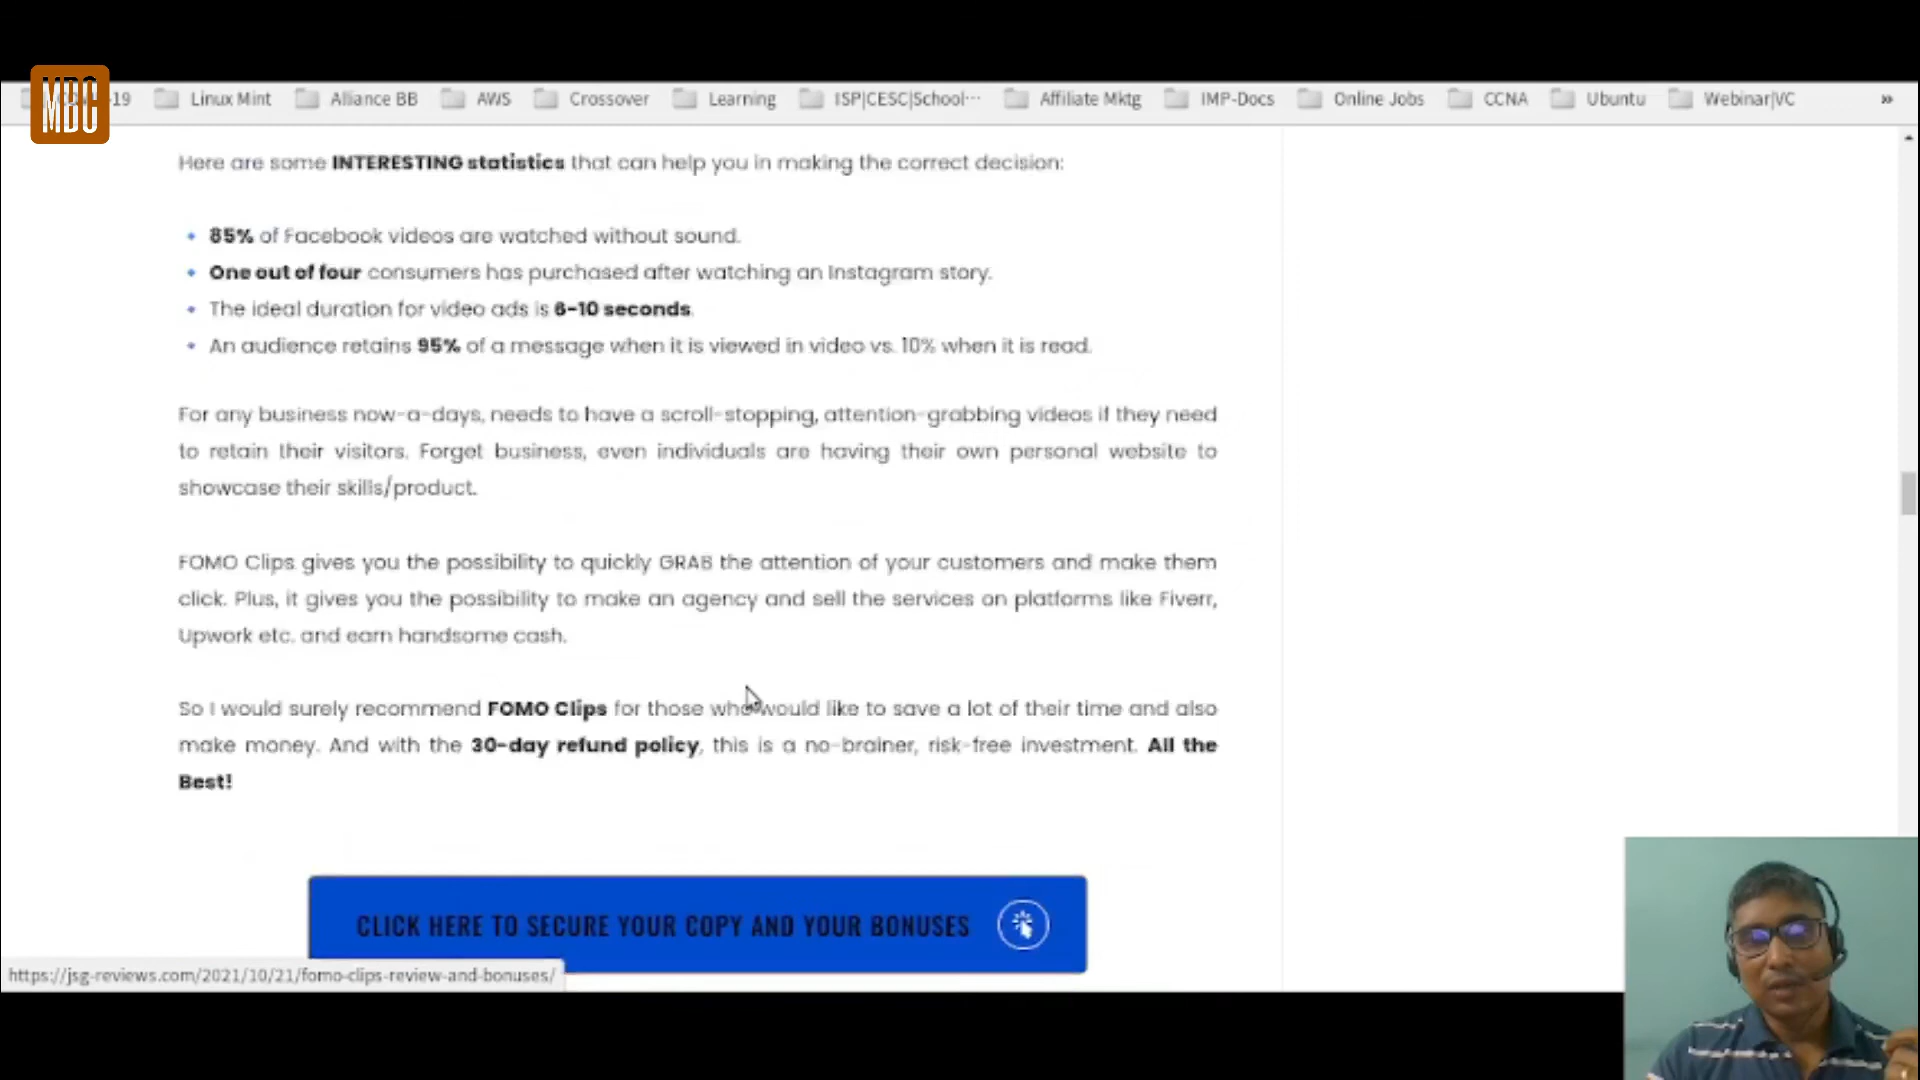 MBC
19
Linux Mint
Alliance BB
AWS
Crossover
Learning
ISP|CESC|School···
Affiliate Mktg
IMP-Docs
Online Jobs
CCNA
Ubuntu
Webinar|VC
»
Here are some INTERESTING statistics that can help you in making the correct decision:
• 85% of Facebook videos are watched without sound.
• One out of four consumers has purchased after watching an Instagram story.
• The ideal duration for video ads is 6-10 seconds.
• An audience retains 95% of a message when it is viewed in video vs. 10% when it is read.
For any business now-a-days, needs to have a scroll-stopping, attention-grabbing videos if they need
to retain their visitors. Forget business, even individuals are having their own personal website to
showcase their skills/product.
FOMO Clips gives you the possibility to quickly GRAB the attention of your customers and make them
click. Plus, it gives you the possibility to make an agency and sell the services on platforms like Fiverr,
Upwork etc. and earn handsome cash.
So I would surely recommend FOMO Clips for those who would like to save a lot of their time and also
make money. And with the 30-day refund policy, this is a no-brainer, risk-free investment. All the
Best!
CLICK HERE TO SECURE YOUR COPY AND YOUR BONUSES
https://jsg-reviews.com/2021/10/21/fomo-clips-review-and-bonuses/